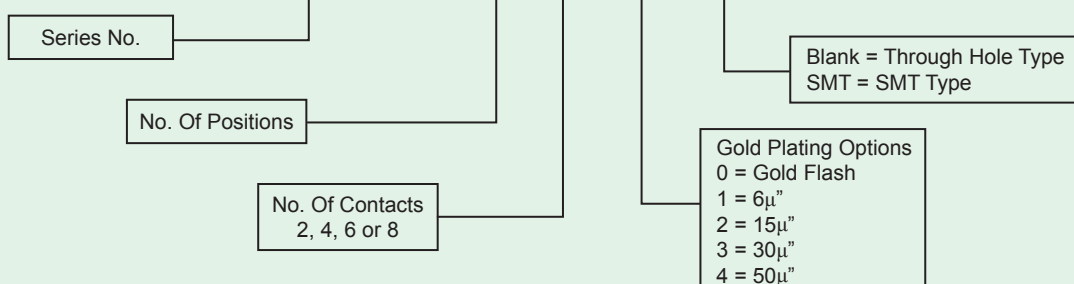 Series No.
Blank = Through Hole Type
SMT = SMT Type
No. Of Positions
Gold Plating Options
0 = Gold Flash
1 = 6μ”
2 = 15μ”
3 = 30μ”
4 = 50μ”
No. Of Contacts
2, 4, 6 or 8